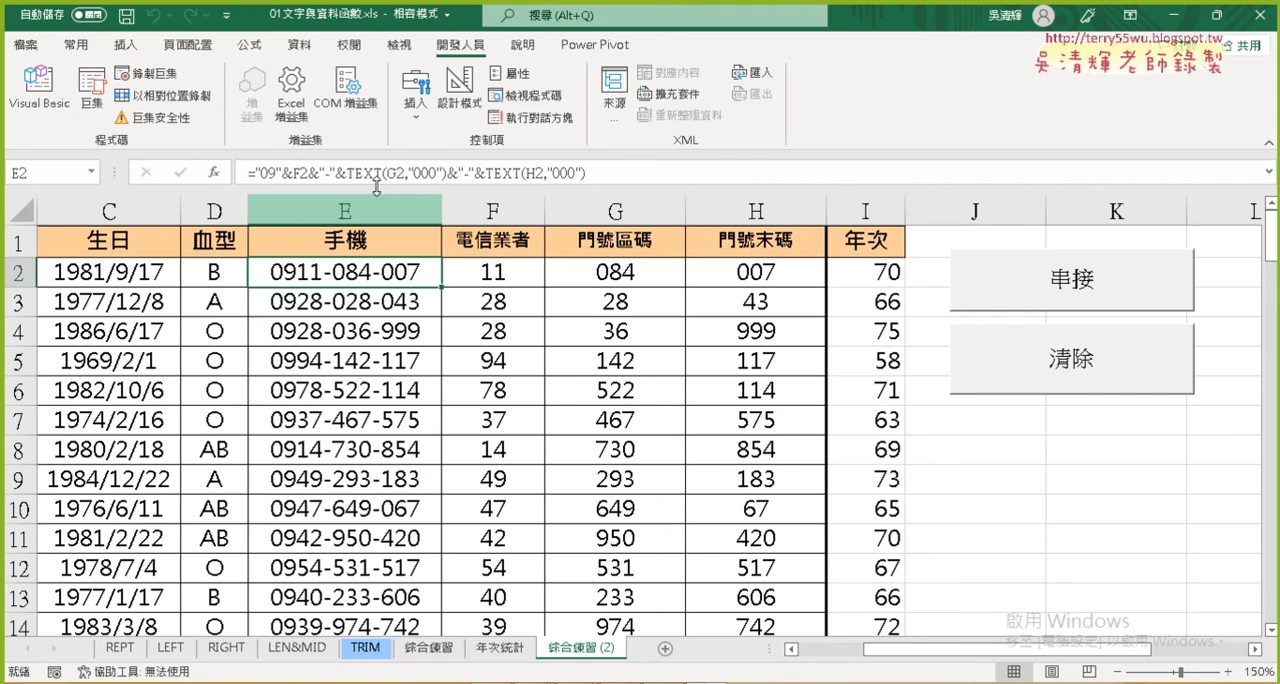 自動儲存 01文字與資料函數.xls - 相容模式 搜尋 (Alt+Q) 吳清輝
檔案 常用 插入 頁面配置 公式 資料 校閱 檢視 開發人員 說明 Power Pivot 共用
http://terry55wu.blogspot.tw
吳清輝老師錄製
Visual Basic 巨集 錄製巨集 以相對位置錄製 巨集安全性 程式碼
增益集 Excel 增益集 COM 增益集 增益集
插入 設計模式 屬性 檢視程式碼 執行對話方塊 控制項
來源... 對應內容 擴充套件 重新整理資料 匯入 匯出 XML
E2 fx ="09"&F2&"-"&TEXT(G2,"000")&"-"&TEXT(H2,"000")
C D E F G H I J K L
1 生日 血型 手機 電信業者 門號區碼 門號末碼 年次
2 1981/9/17 B 0911-084-007 11 084 007 70
3 1977/12/8 A 0928-028-043 28 28 43 66
4 1986/6/17 O 0928-036-999 28 36 999 75
5 1969/2/1 O 0994-142-117 94 142 117 58
6 1982/10/6 O 0978-522-114 78 522 114 71
7 1974/2/16 O 0937-467-575 37 467 575 63
8 1980/2/18 AB 0914-730-854 14 730 854 69
9 1984/12/22 A 0949-293-183 49 293 183 73
10 1976/6/11 AB 0947-649-067 47 649 67 65
11 1981/2/22 AB 0942-950-420 42 950 420 70
12 1978/7/4 O 0954-531-517 54 531 517 67
13 1977/1/17 B 0940-233-606 40 233 606 66
14 1983/3/8 O 0939-974-742 39 974 742 72
串接
清除
啟用 Windows
移至 [電腦設定] 以啟用 Windows。
REPT LEFT RIGHT LEN&MID TRIM 綜合練習 年次統計 綜合練習 (2)
就緒 協助工具: 無法使用 150%